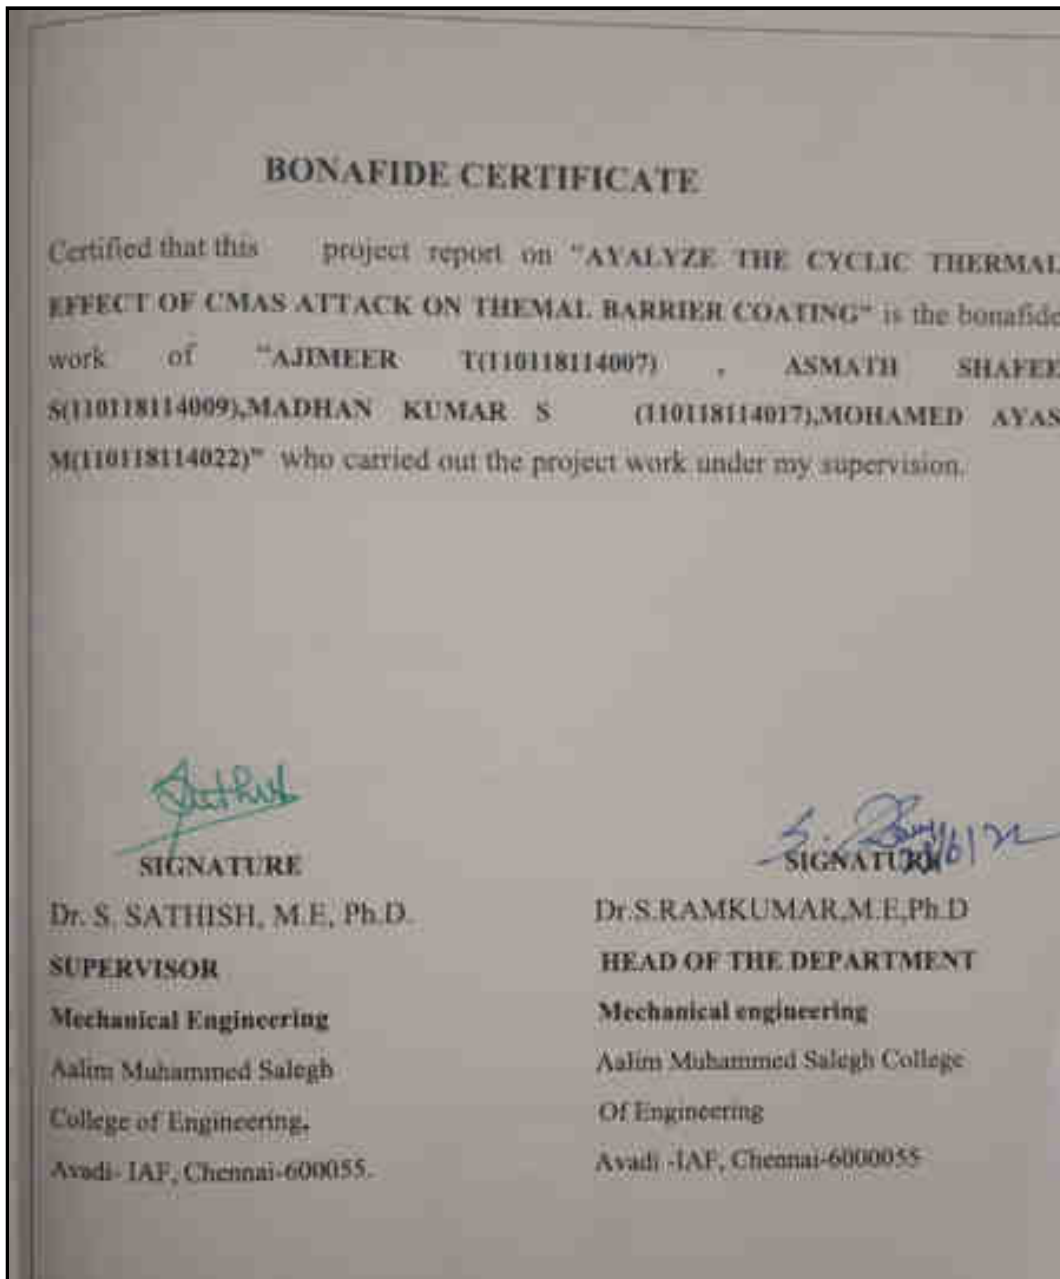 BONAFIDE CERTIFICATE
Certified that this project report on "AYALYZE THE CYCLIC THERMAL
EFFECT OF CMAS ATTACK ON THEMAL BARRIER COATING" is the bonafide
work of "AJIMEER T(110118114007) , ASMATH SHAFEE
S(110118114009),MADHAN KUMAR S (110118114017),MOHAMED AYAS
M(110118114022)" who carried out the project work under my supervision.
Sathish
SIGNATURE
SIGNATURE
Dr. S. SATHISH, M.E, Ph.D.
Dr.S.RAMKUMAR,M.E,Ph.D
SUPERVISOR
HEAD OF THE DEPARTMENT
Mechanical Engineering
Mechanical engineering
Aalim Muhammed Salegh
Aalim Muhammed Salegh College
College of Engineering,
Of Engineering
Avadi- IAF, Chennai-600055.
Avadi -IAF, Chennai-6000055